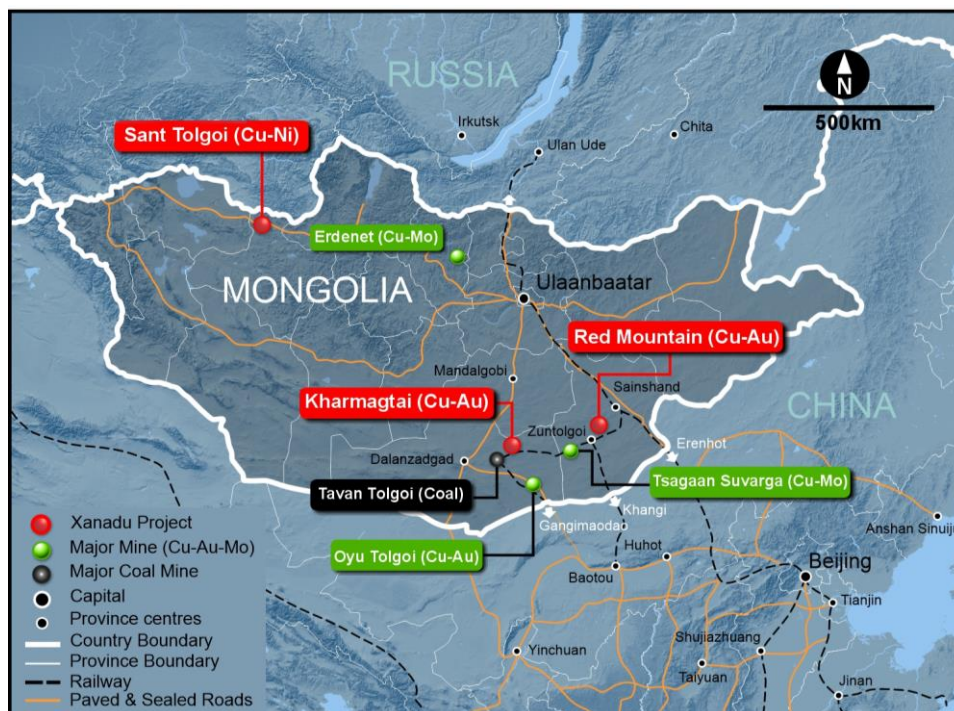 RUSSIA
N
500km
Sant Tolgoi (Cu-Ni)
Irkutsk
Chita
Ulan Ude
Erdenet (Cu-Mo)
MONGOLIA
Ulaanbaatar
Red Mountain (Cu-Au)
Mandalgobi
Sainshand
Kharmagtai (Cu-Au)
CHINA
Zuntolgoi
Erenhot
Dalanzadgad
Tsagaan Suvarga (Cu-Mo)
Tavan Tolgoi (Coal)
Khangi
Gangimaodao
Anshan Sinuiju
Oyu Tolgoi (Cu-Au)
Huhot
Baotou
Beijing
Tianjin
Shujiazhuang
Yinchuan
Taiyuan
Jinan
Xanadu Project
Major Mine (Cu-Au-Mo)
Major Coal Mine
Capital
Province centres
Country Boundary
Province Boundary
Railway
Paved & Sealed Roads